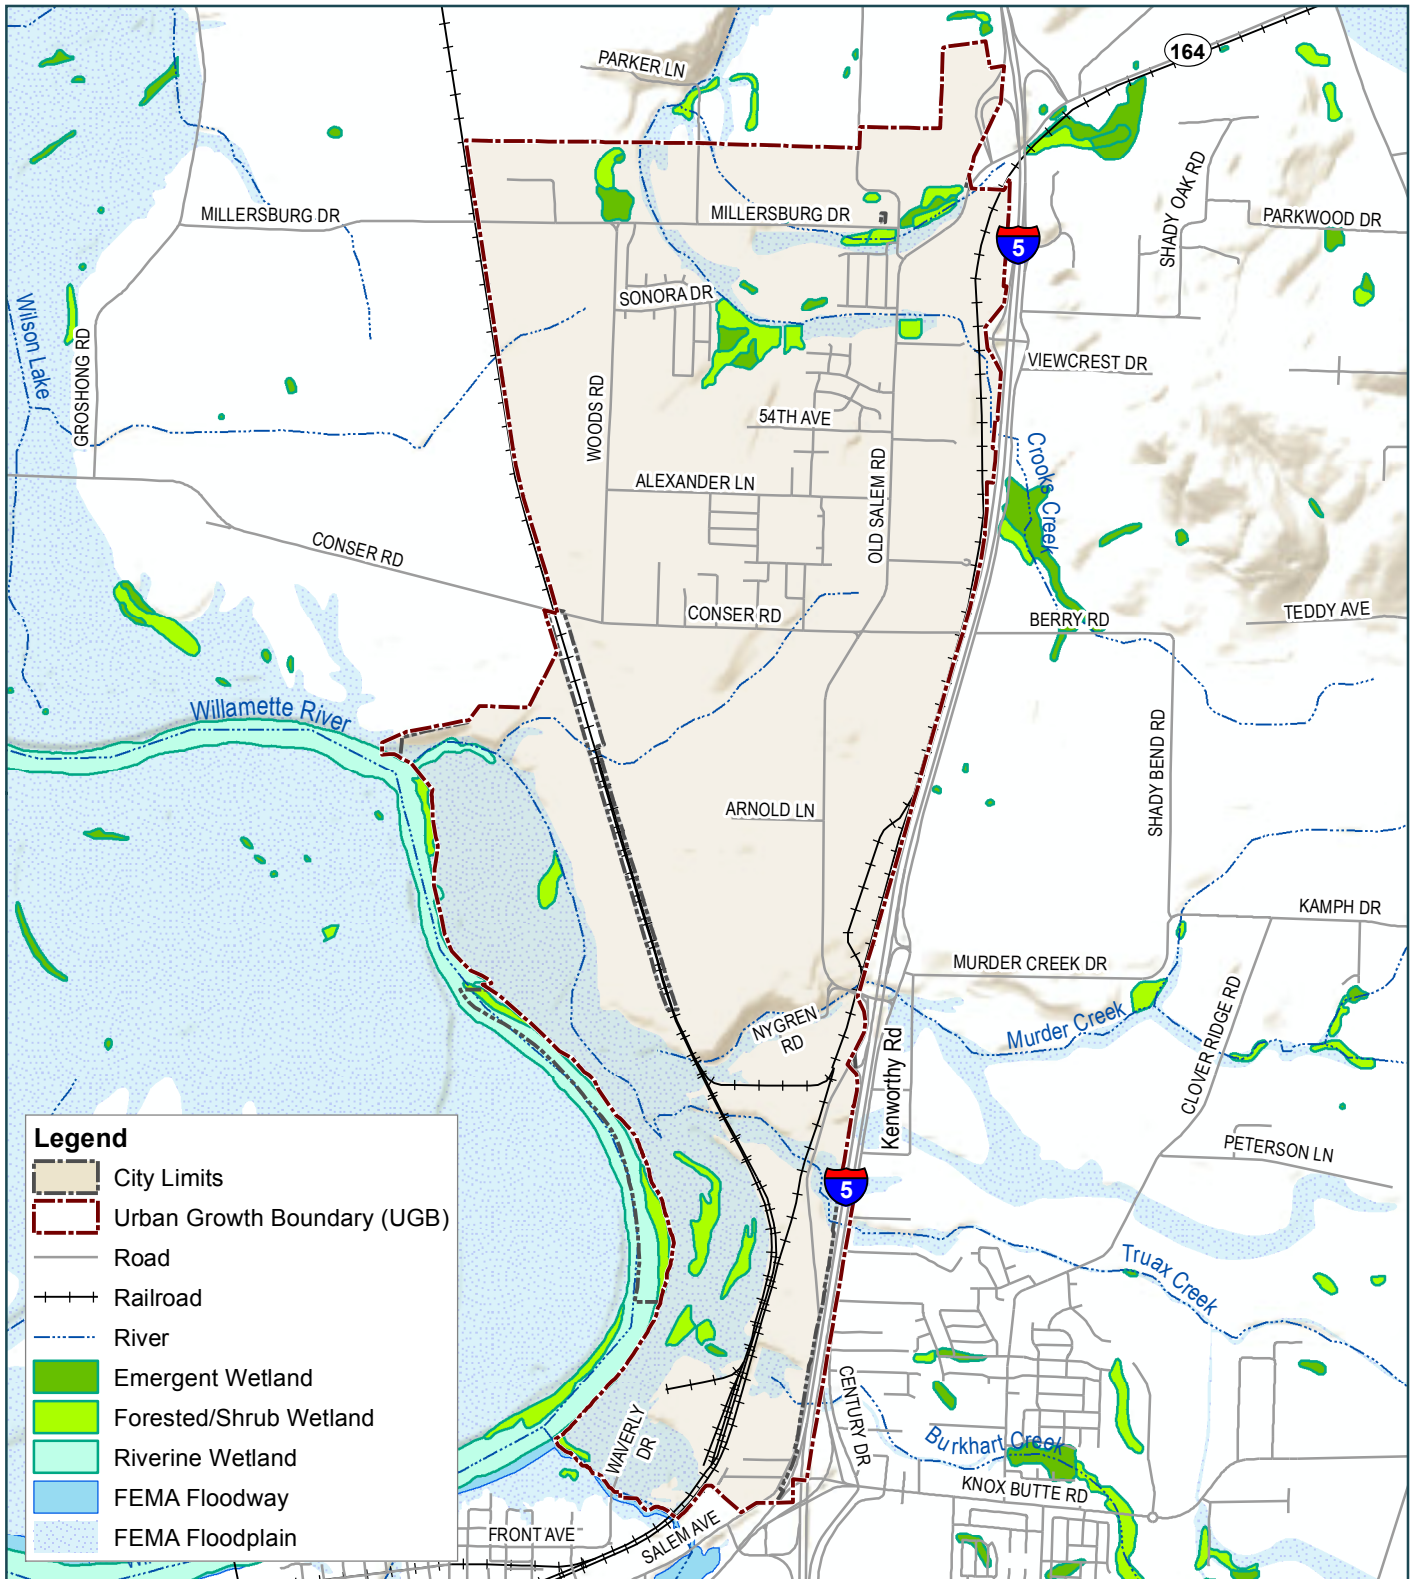 PARKER LN
164
MILLERSBURG DR
MILLERSBURG DR
SHADY OAK RD
PARKWOOD DR
5
SONORA DR
Wilson Lake
GROSHONG RD
VIEWCREST DR
WOODS RD
54TH AVE
OLD SALEM RD
Crooks Creek
ALEXANDER LN
CONSER RD
CONSER RD
BERRY RD
TEDDY AVE
Willamette River
SHADY BEND RD
ARNOLD LN
KAMPH DR
MURDER CREEK DR
NYGREN
RD
Murder Creek
CLOVER RIDGE RD
Kenworthy Rd
PETERSON LN
5
Truax Creek
CENTURY DR
WAVERLY
DR
Burkhart Creek
KNOX BUTTE RD
FRONT AVE
SALEM AVE
Legend
City Limits
Urban Growth Boundary (UGB)
Road
Railroad
River
Emergent Wetland
Forested/Shrub Wetland
Riverine Wetland
FEMA Floodway
FEMA Floodplain